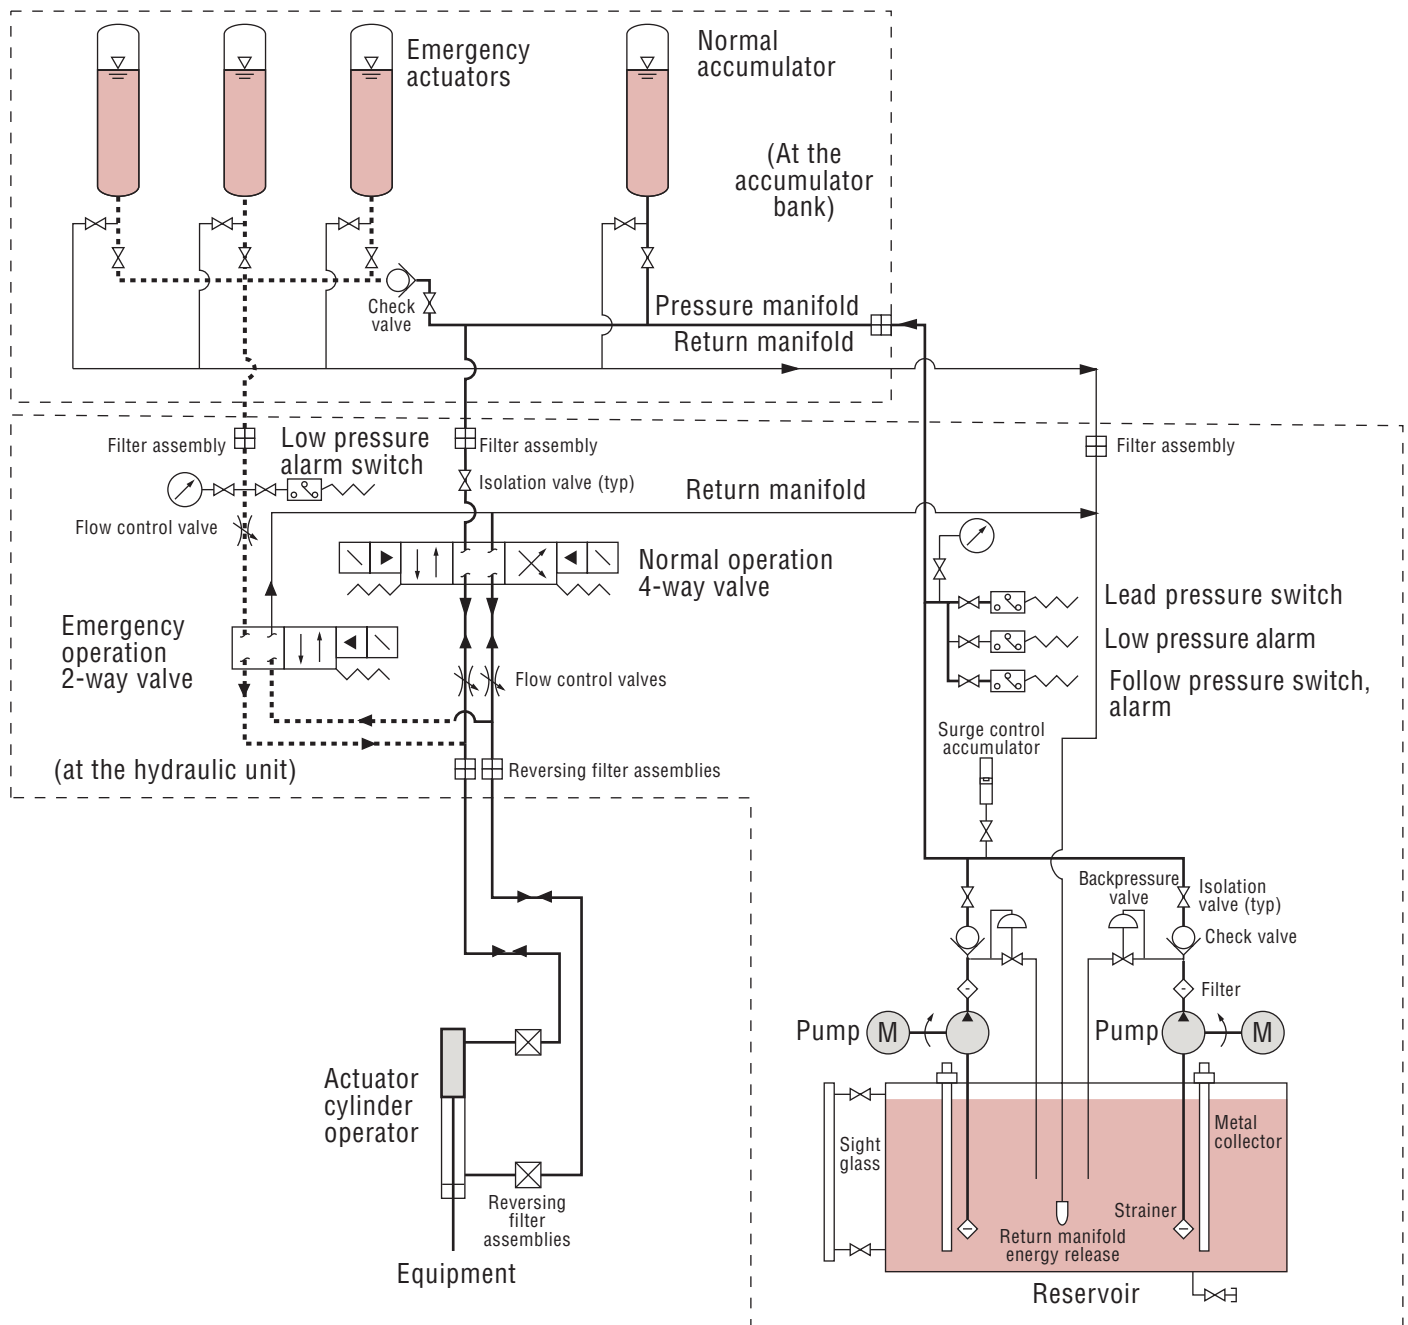 Emergency
actuators
Normal
accumulator
(At the
accumulator
bank)
Check
valve
Pressure manifold
Return manifold
Filter assembly
Low pressure
alarm switch
Filter assembly
Filter assembly
Isolation valve (typ)
Return manifold
Flow control valve
Normal operation
4-way valve
Lead pressure switch
Emergency
operation
2-way valve
Low pressure alarm
Flow control valves
Follow pressure switch,
alarm
Surge control
accumulator
(at the hydraulic unit)
Reversing filter assemblies
Backpressure
valve
Isolation
valve (typ)
Check valve
Filter
Pump
M
Pump
M
Actuator
cylinder
operator
Sight
glass
Metal
collector
Strainer
Reversing
filter
assemblies
Return manifold
energy release
Equipment
Reservoir